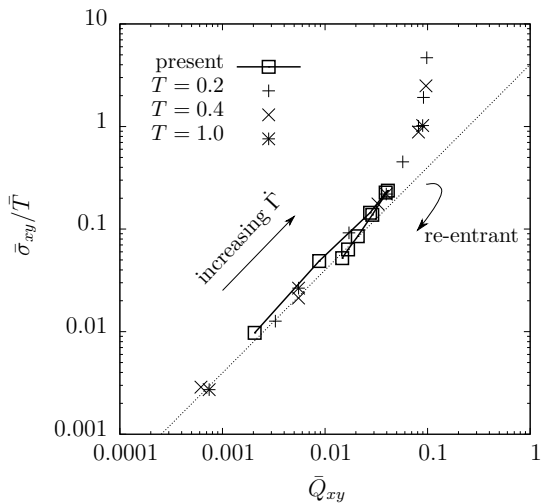 10
1
0.1
0.01
0.001
σ̄xy/T̄
present
T = 0.2
T = 0.4
T = 1.0
increasing Γ̇
re-entrant
0.0001 0.001 0.01 0.1 1
Q̄xy